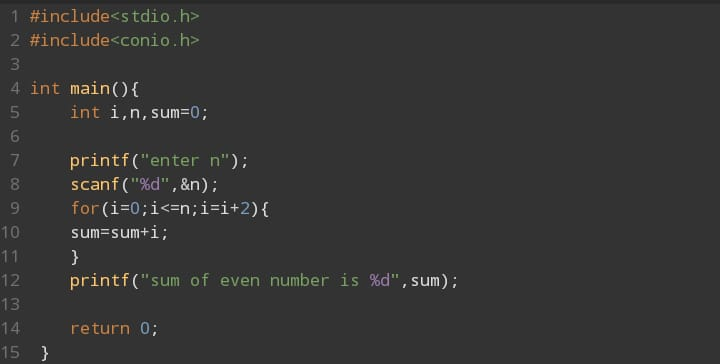 1 #include<stdio.h>
2 #include<conio.h>
3
4 int main(){
5     int i,n,sum=0;
6
7     printf("enter n");
8     scanf("%d",&n);
9     for(i=0;i<=n;i=i+2){
10     sum=sum+i;
11     }
12     printf("sum of even number is %d",sum);
13
14     return 0;
15  }